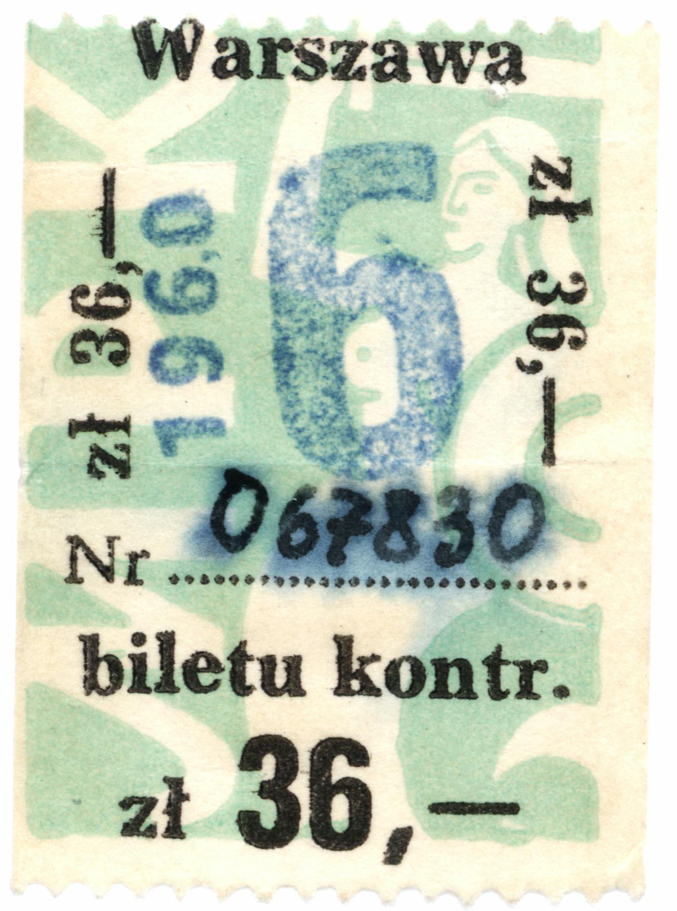 Warszawa
zł 36,—
1960
6
zł 36,—
Nr 067830
biletu kontr.
zł 36,—